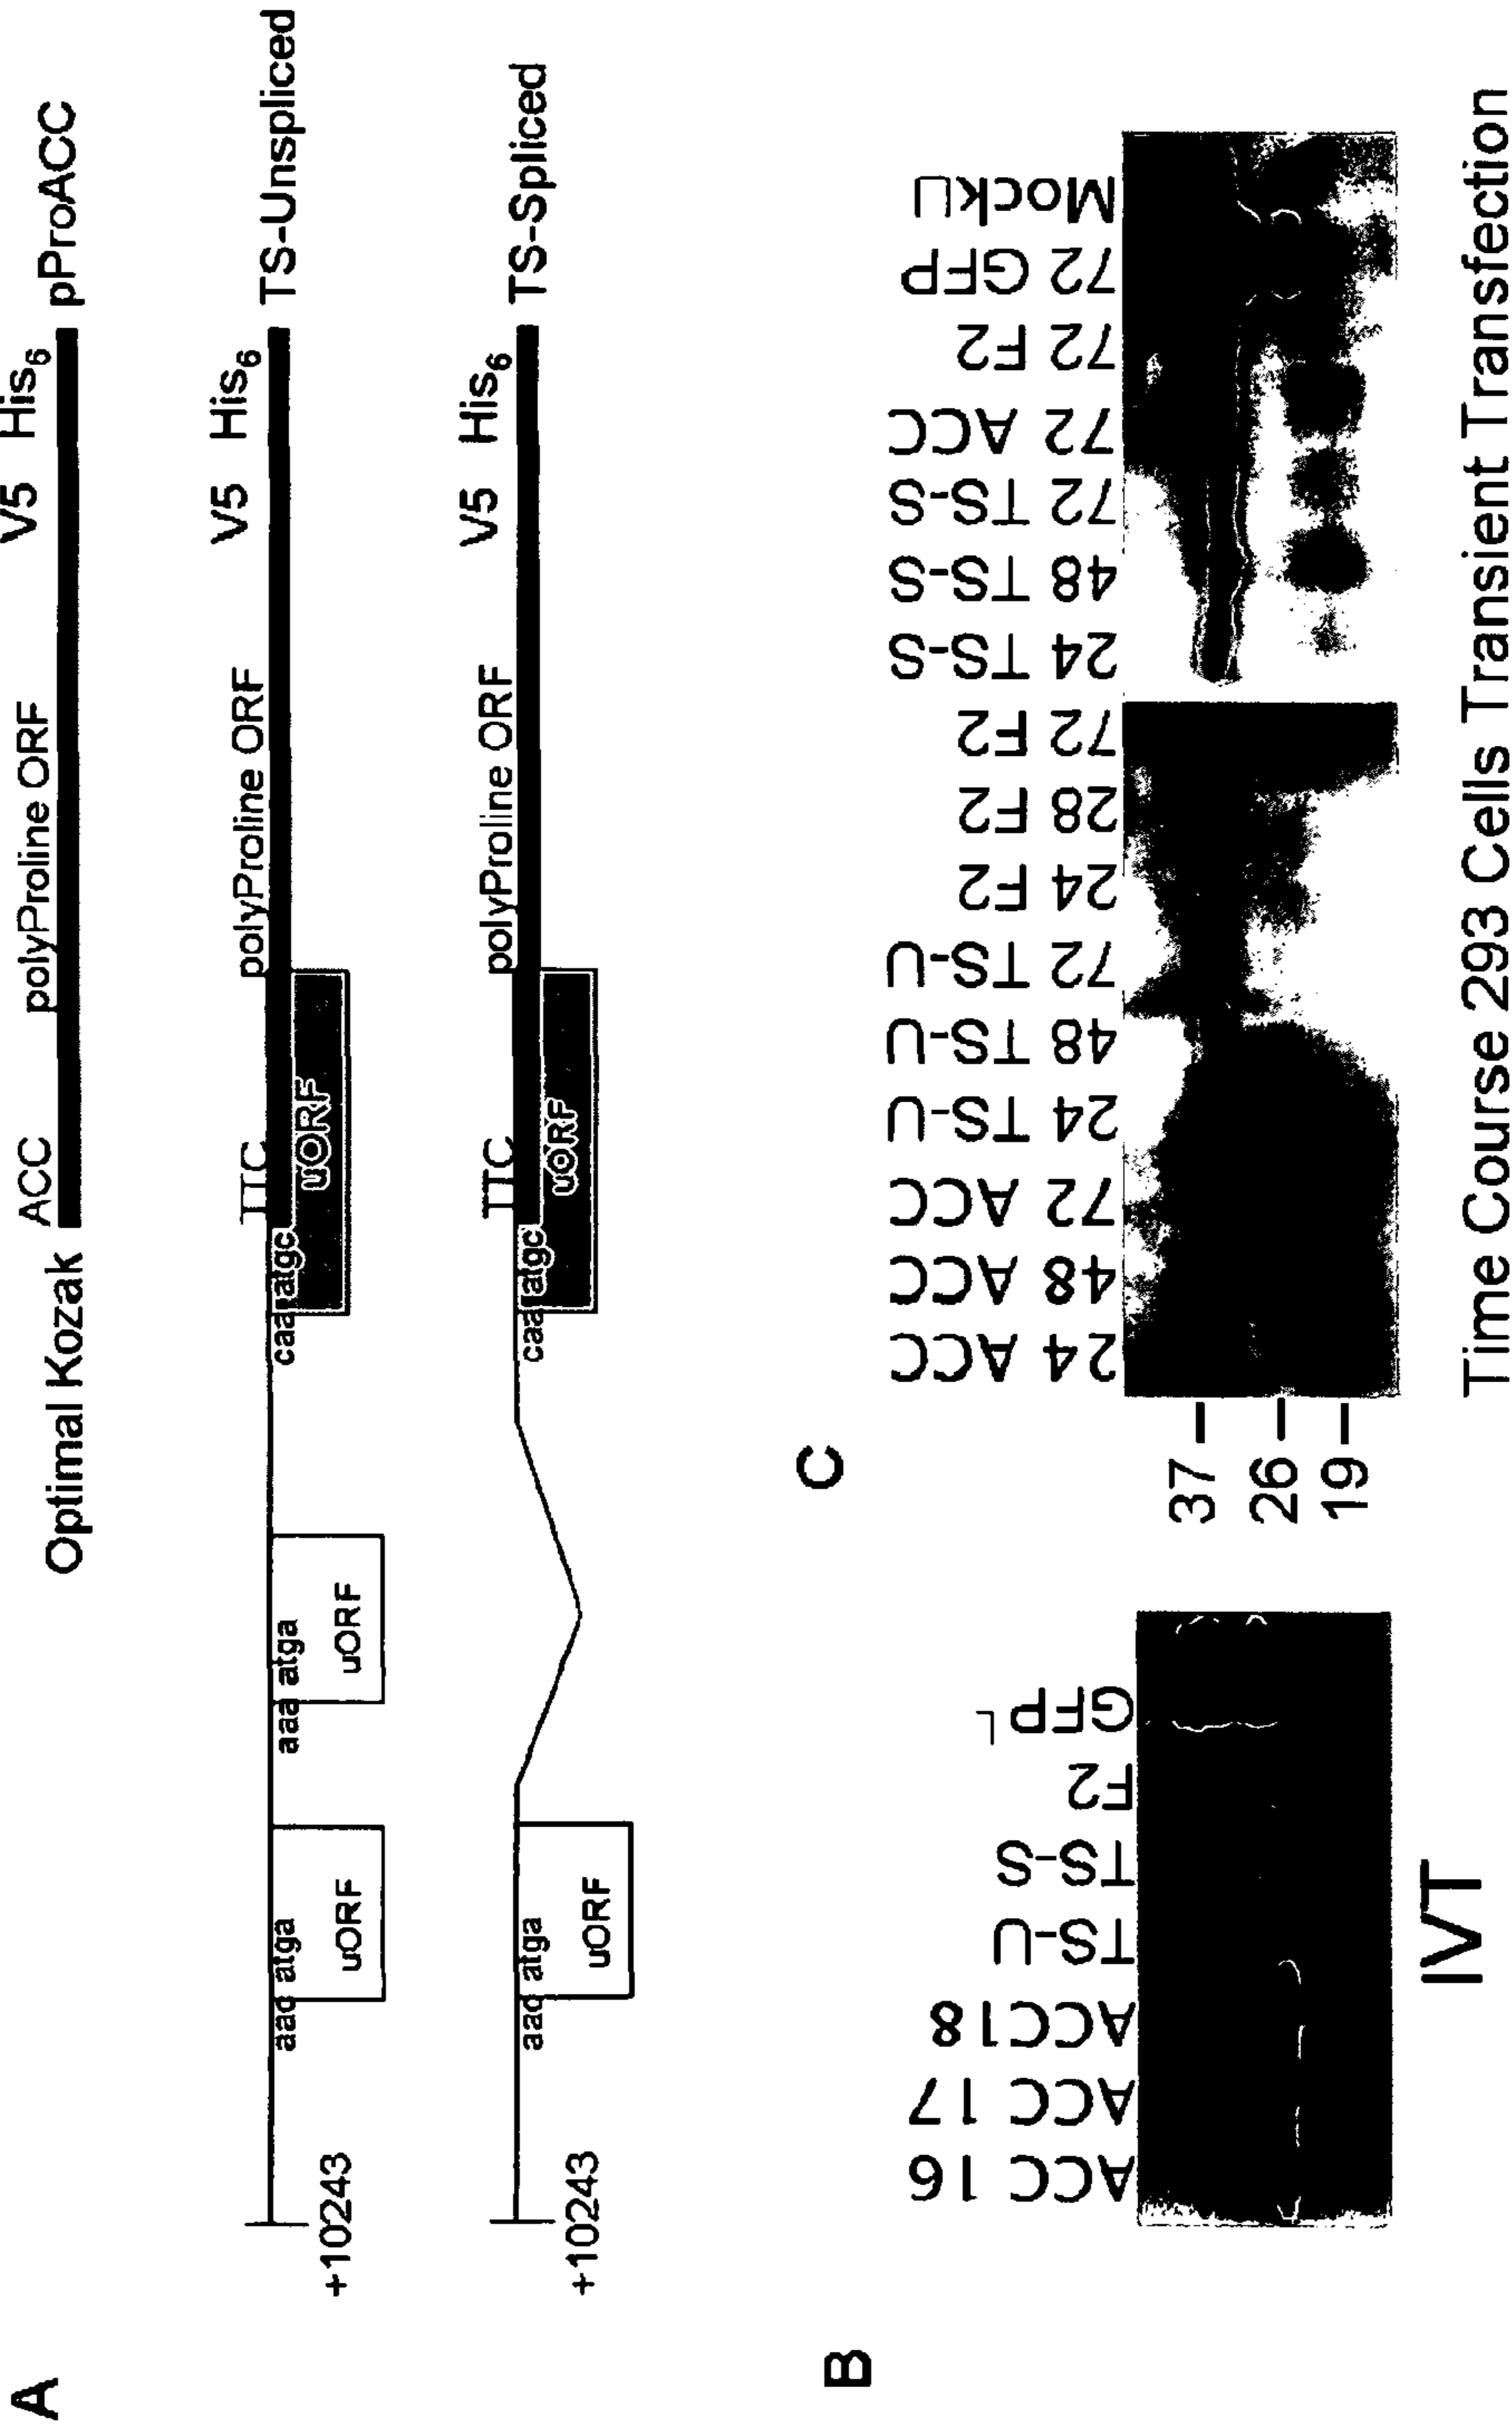 A
ACC polyProline ORF V5 His6
Optimal Kozak pProACC
TTC polyProline ORF V5 His6
aac atga aaa atga caa atgc TS-Unspliced
uORF uORF uORF
+10243
TTC polyProline ORF V5 His6
aac atga caa atgc TS-Spliced
uORF uORF
+10243
B
ACC 16
ACC 17
ACC18
TS-U
TS-S
F2
GFP
IVT
C
24 ACC
48 ACC
72 ACC
24 TS-U
48 TS-U
72 TS-U
24 F2
28 F2
72 F2
24 TS-S
48 TS-S
72 TS-S
72 ACC
72 F2
72 GFP
Mock
37
26
19
Time Course 293 Cells Transient Transfection